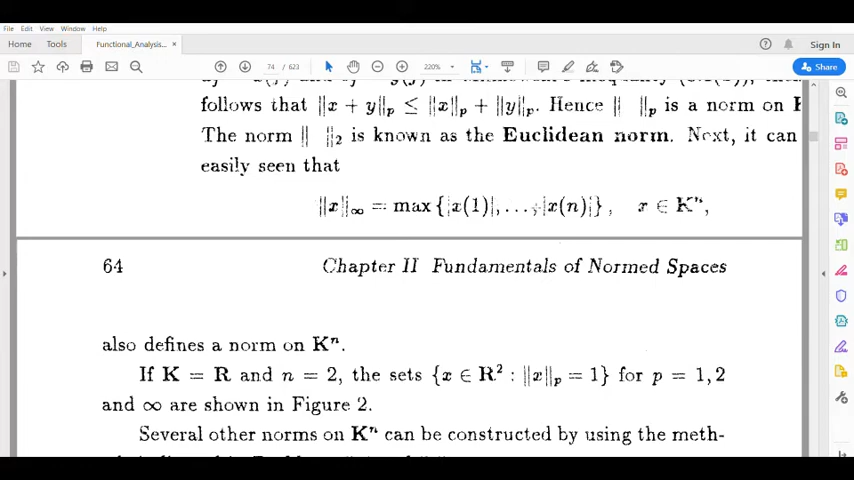 File Edit View Window Help
Home Tools Functional_Analysis... × Sign In
74 / 623 220% Share
follows that ‖x + y‖ₚ ≤ ‖x‖ₚ + ‖y‖ₚ. Hence ‖ ‖ₚ is a norm on K
The norm ‖ ‖₂ is known as the Euclidean norm. Next, it can
easily seen that
‖x‖∞ = max {|x(1)|, ..., |x(n)|} , x ∈ Kⁿ,
64 Chapter II Fundamentals of Normed Spaces
also defines a norm on Kⁿ.
If K = R and n = 2, the sets {x ∈ R² : ‖x‖ₚ = 1} for p = 1, 2
and ∞ are shown in Figure 2.
Several other norms on Kⁿ can be constructed by using the meth-